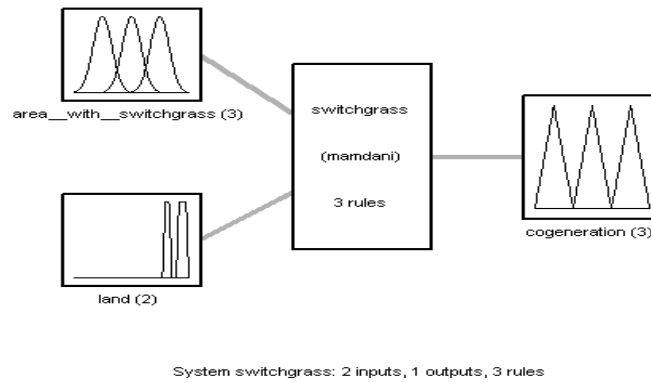 area__with__switchgrass (3)
land (2)
switchgrass
(mamdani)
3 rules
cogeneration (3)
System switchgrass: 2 inputs, 1 outputs, 3 rules